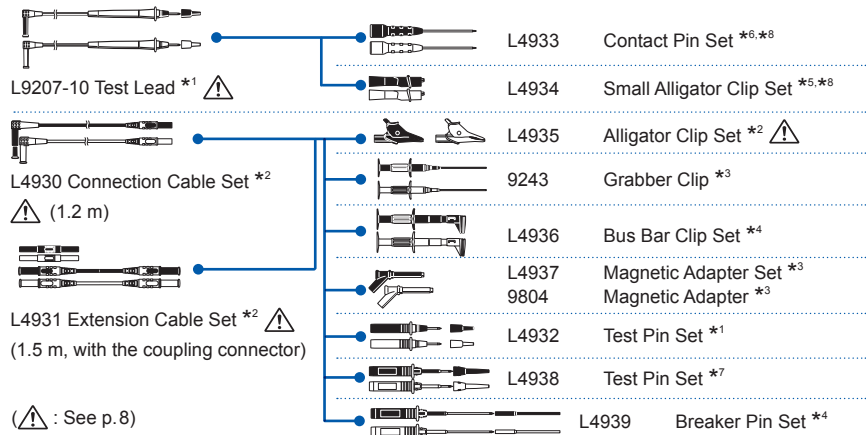 L9207-10 Test Lead *1
L4930 Connection Cable Set *2
(1.2 m)
L4931 Extension Cable Set *2
(1.5 m, with the coupling connector)
( : See p. 8)
L4933 Contact Pin Set *6,*8
L4934 Small Alligator Clip Set *5,*8
L4935 Alligator Clip Set *2
9243 Grabber Clip *3
L4936 Bus Bar Clip Set *4
L4937 Magnetic Adapter Set *3
9804 Magnetic Adapter *3
L4932 Test Pin Set *1
L4938 Test Pin Set *7
L4939 Breaker Pin Set *4